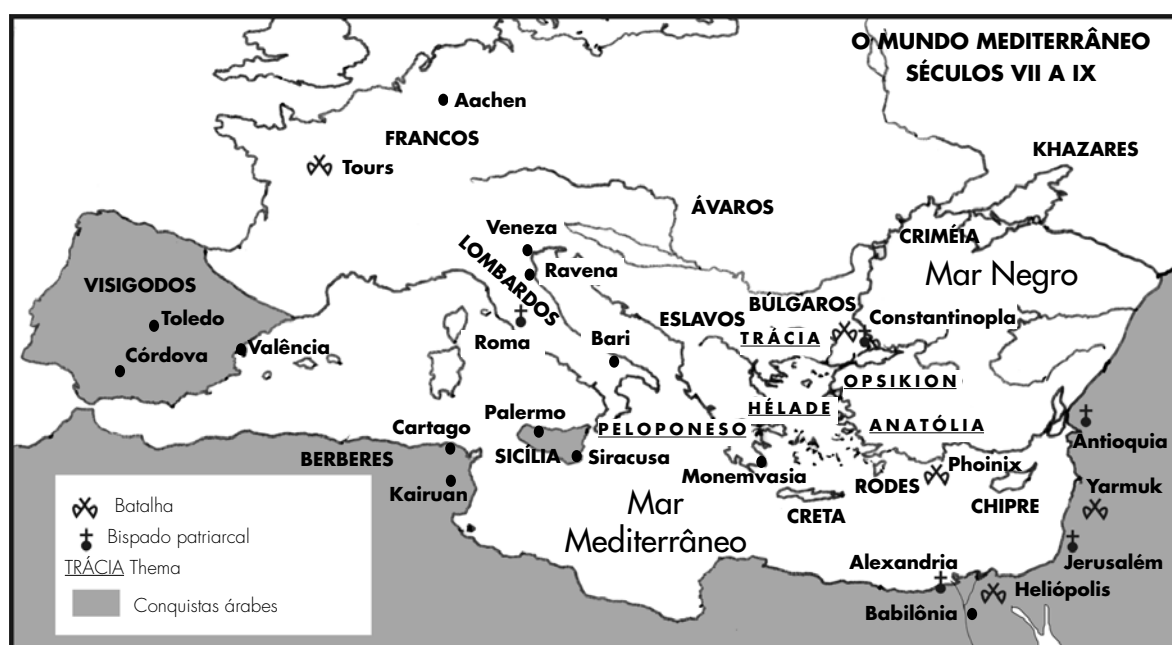 O MUNDO MEDITERRÂNEO
SÉCULOS VII A IX
Aachen
FRANCOS
Tours
KHAZARES
ÁVAROS
CRIMÉIA
Veneza
LOMBARDOS
Ravena
Mar Negro
VISIGODOS
Toledo
Córdova
Valência
Roma
Bari
ESLAVOS
BÚLGAROS
TRÁCIA
Constantinopla
OPSIKION
HÉLADE
ANATÓLIA
PELOPONESO
Palermo
SICÍLIA
Siracusa
Cartago
BERBERES
Kairuan
Monemvasia
RODES
Phoinix
CRETA
CHIPRE
Antioquia
Yarmuk
Mar
Mediterrâneo
Jerusalém
Alexandria
Heliópolis
Babilônia
Batalha
Bispado patriarcal
TRÁCIA Thema
Conquistas árabes